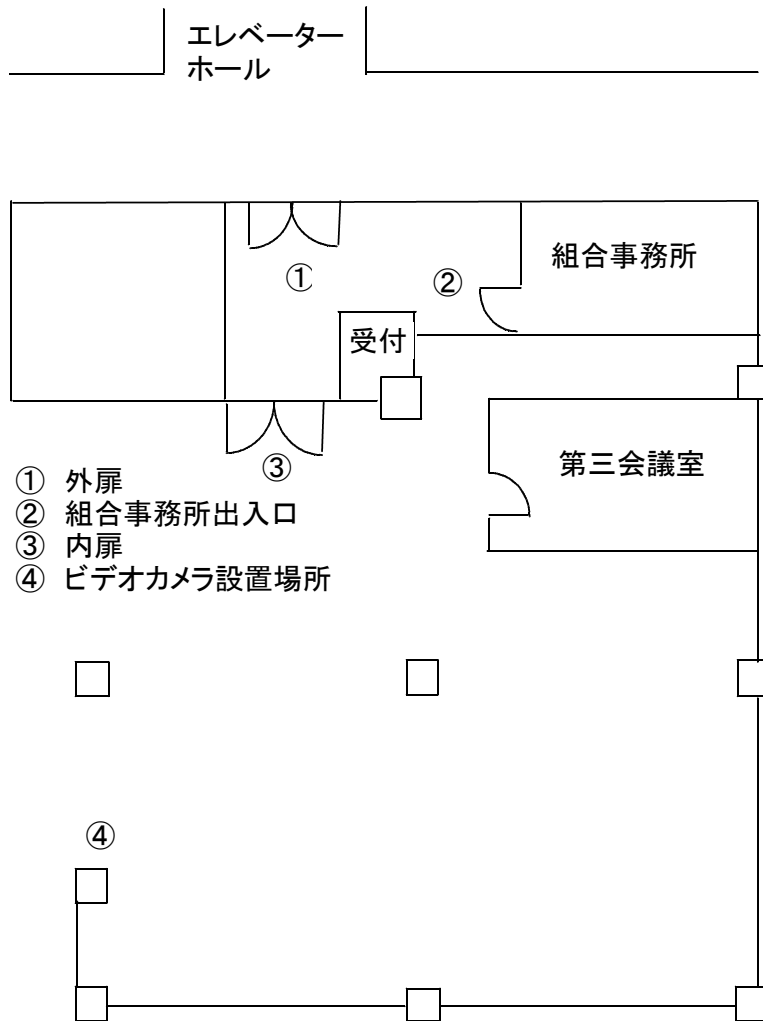 エレベーター
ホール
組合事務所
①
②
受付
③
第三会議室
① 外扉
② 組合事務所出入口
③ 内扉
④ ビデオカメラ設置場所
④